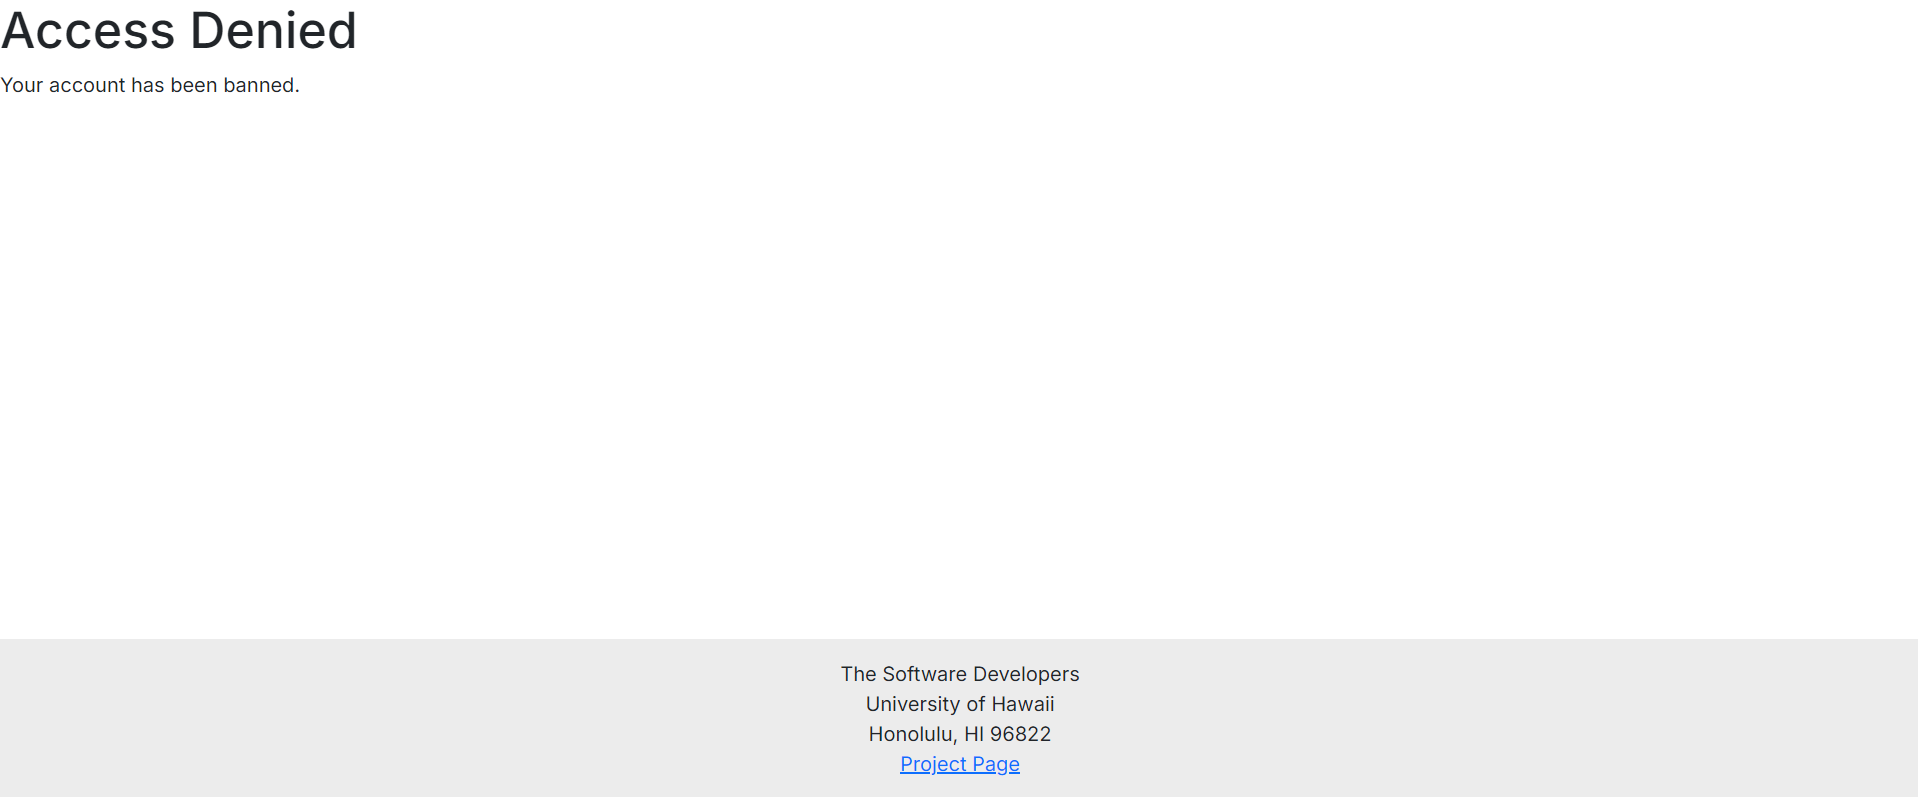 Access Denied
Your account has been banned.
The Software Developers
University of Hawaii
Honolulu, HI 96822
Project Page